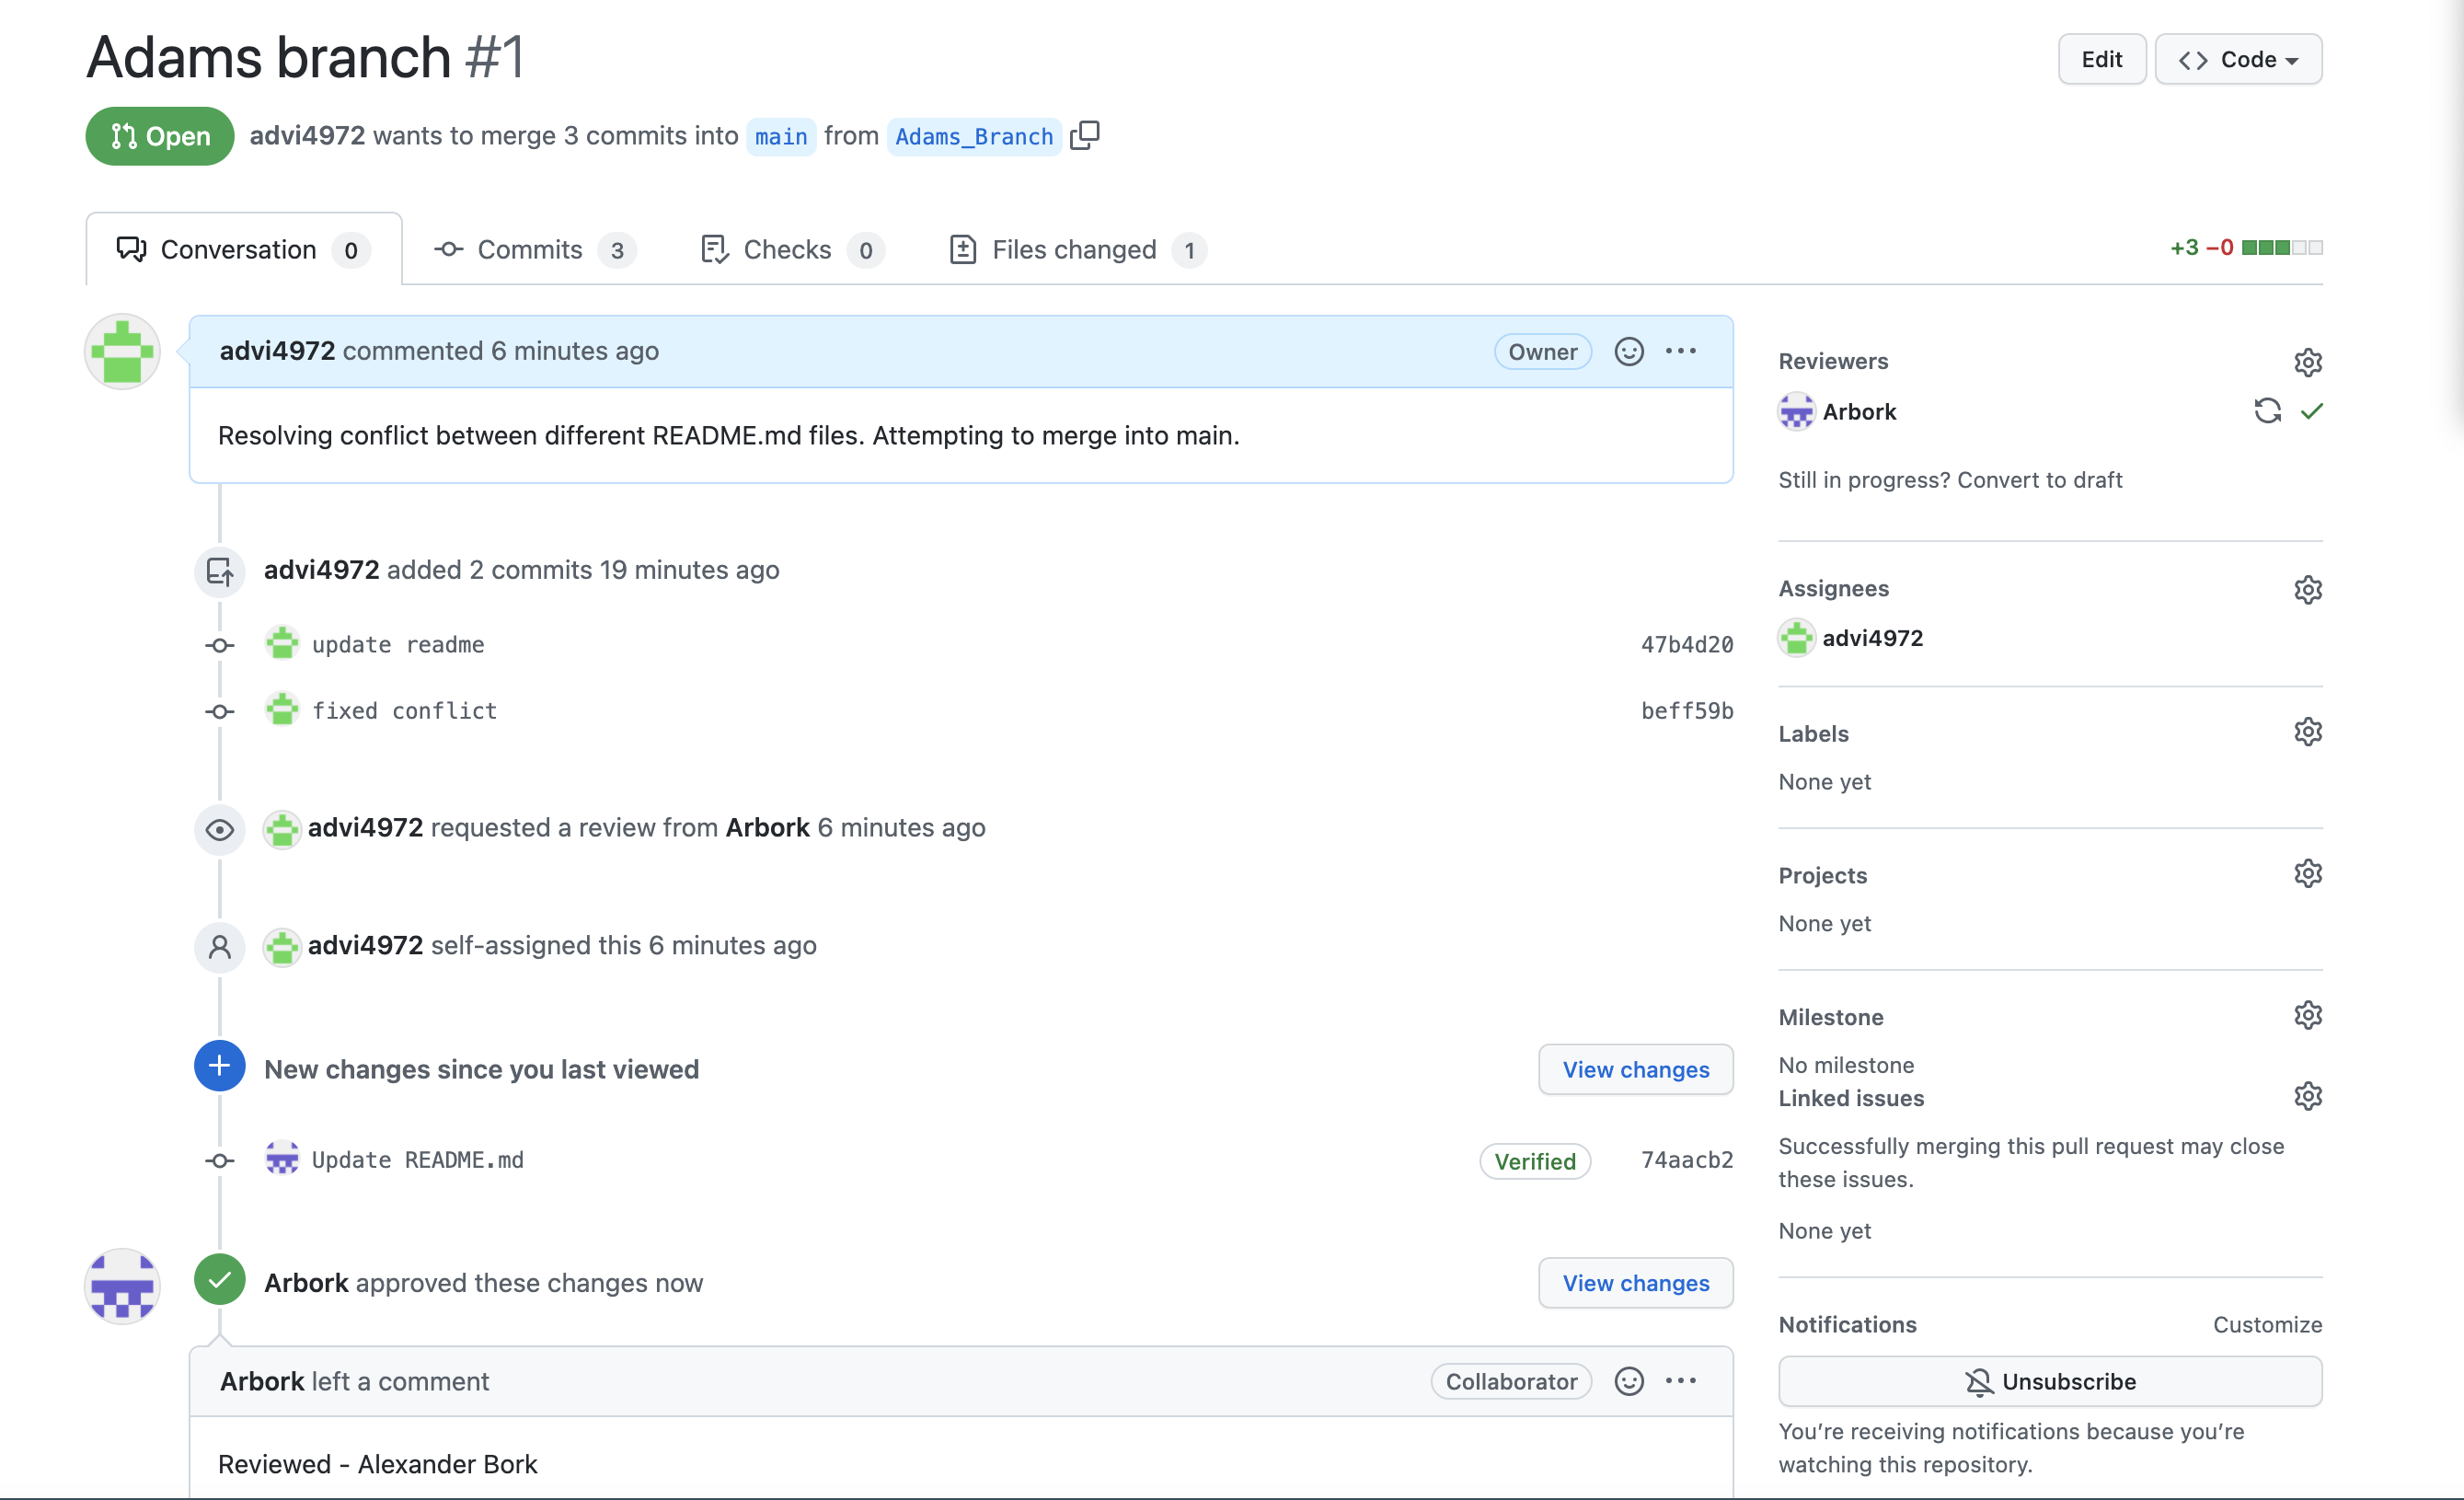 Adams branch #1
Edit
Code
Open
advi4972 wants to merge 3 commits into main from Adams_Branch
Conversation 0
Commits 3
Checks 0
Files changed 1
+3 −0
advi4972 commented 6 minutes ago
Owner
Resolving conflict between different README.md files. Attempting to merge into main.
advi4972 added 2 commits 19 minutes ago
update readme
47b4d20
fixed conflict
beff59b
advi4972 requested a review from Arbork 6 minutes ago
advi4972 self-assigned this 6 minutes ago
New changes since you last viewed
View changes
Update README.md
Verified
74aacb2
Arbork approved these changes now
View changes
Arbork left a comment
Collaborator
Reviewed - Alexander Bork
Reviewers
Arbork
Still in progress? Convert to draft
Assignees
advi4972
Labels
None yet
Projects
None yet
Milestone
No milestone
Linked issues
Successfully merging this pull request may close
these issues.
None yet
Notifications
Customize
Unsubscribe
You’re receiving notifications because you’re
watching this repository.